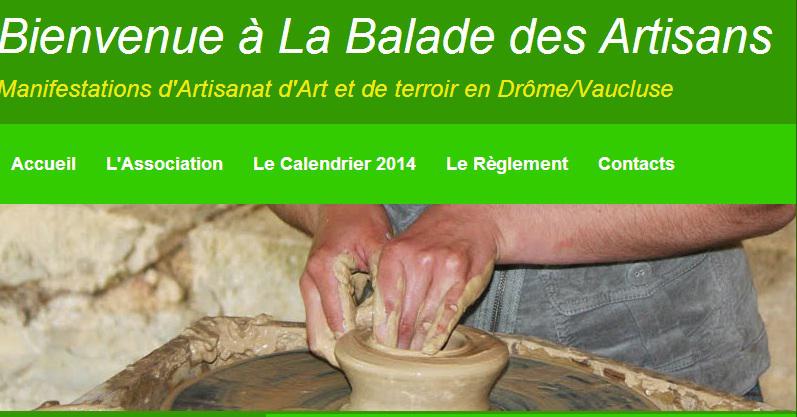 Bienvenue à La Balade des Artisans
Manifestations d'Artisanat d'Art et de terroir en Drôme/Vaucluse
Accueil L'Association Le Calendrier 2014 Le Règlement Contacts